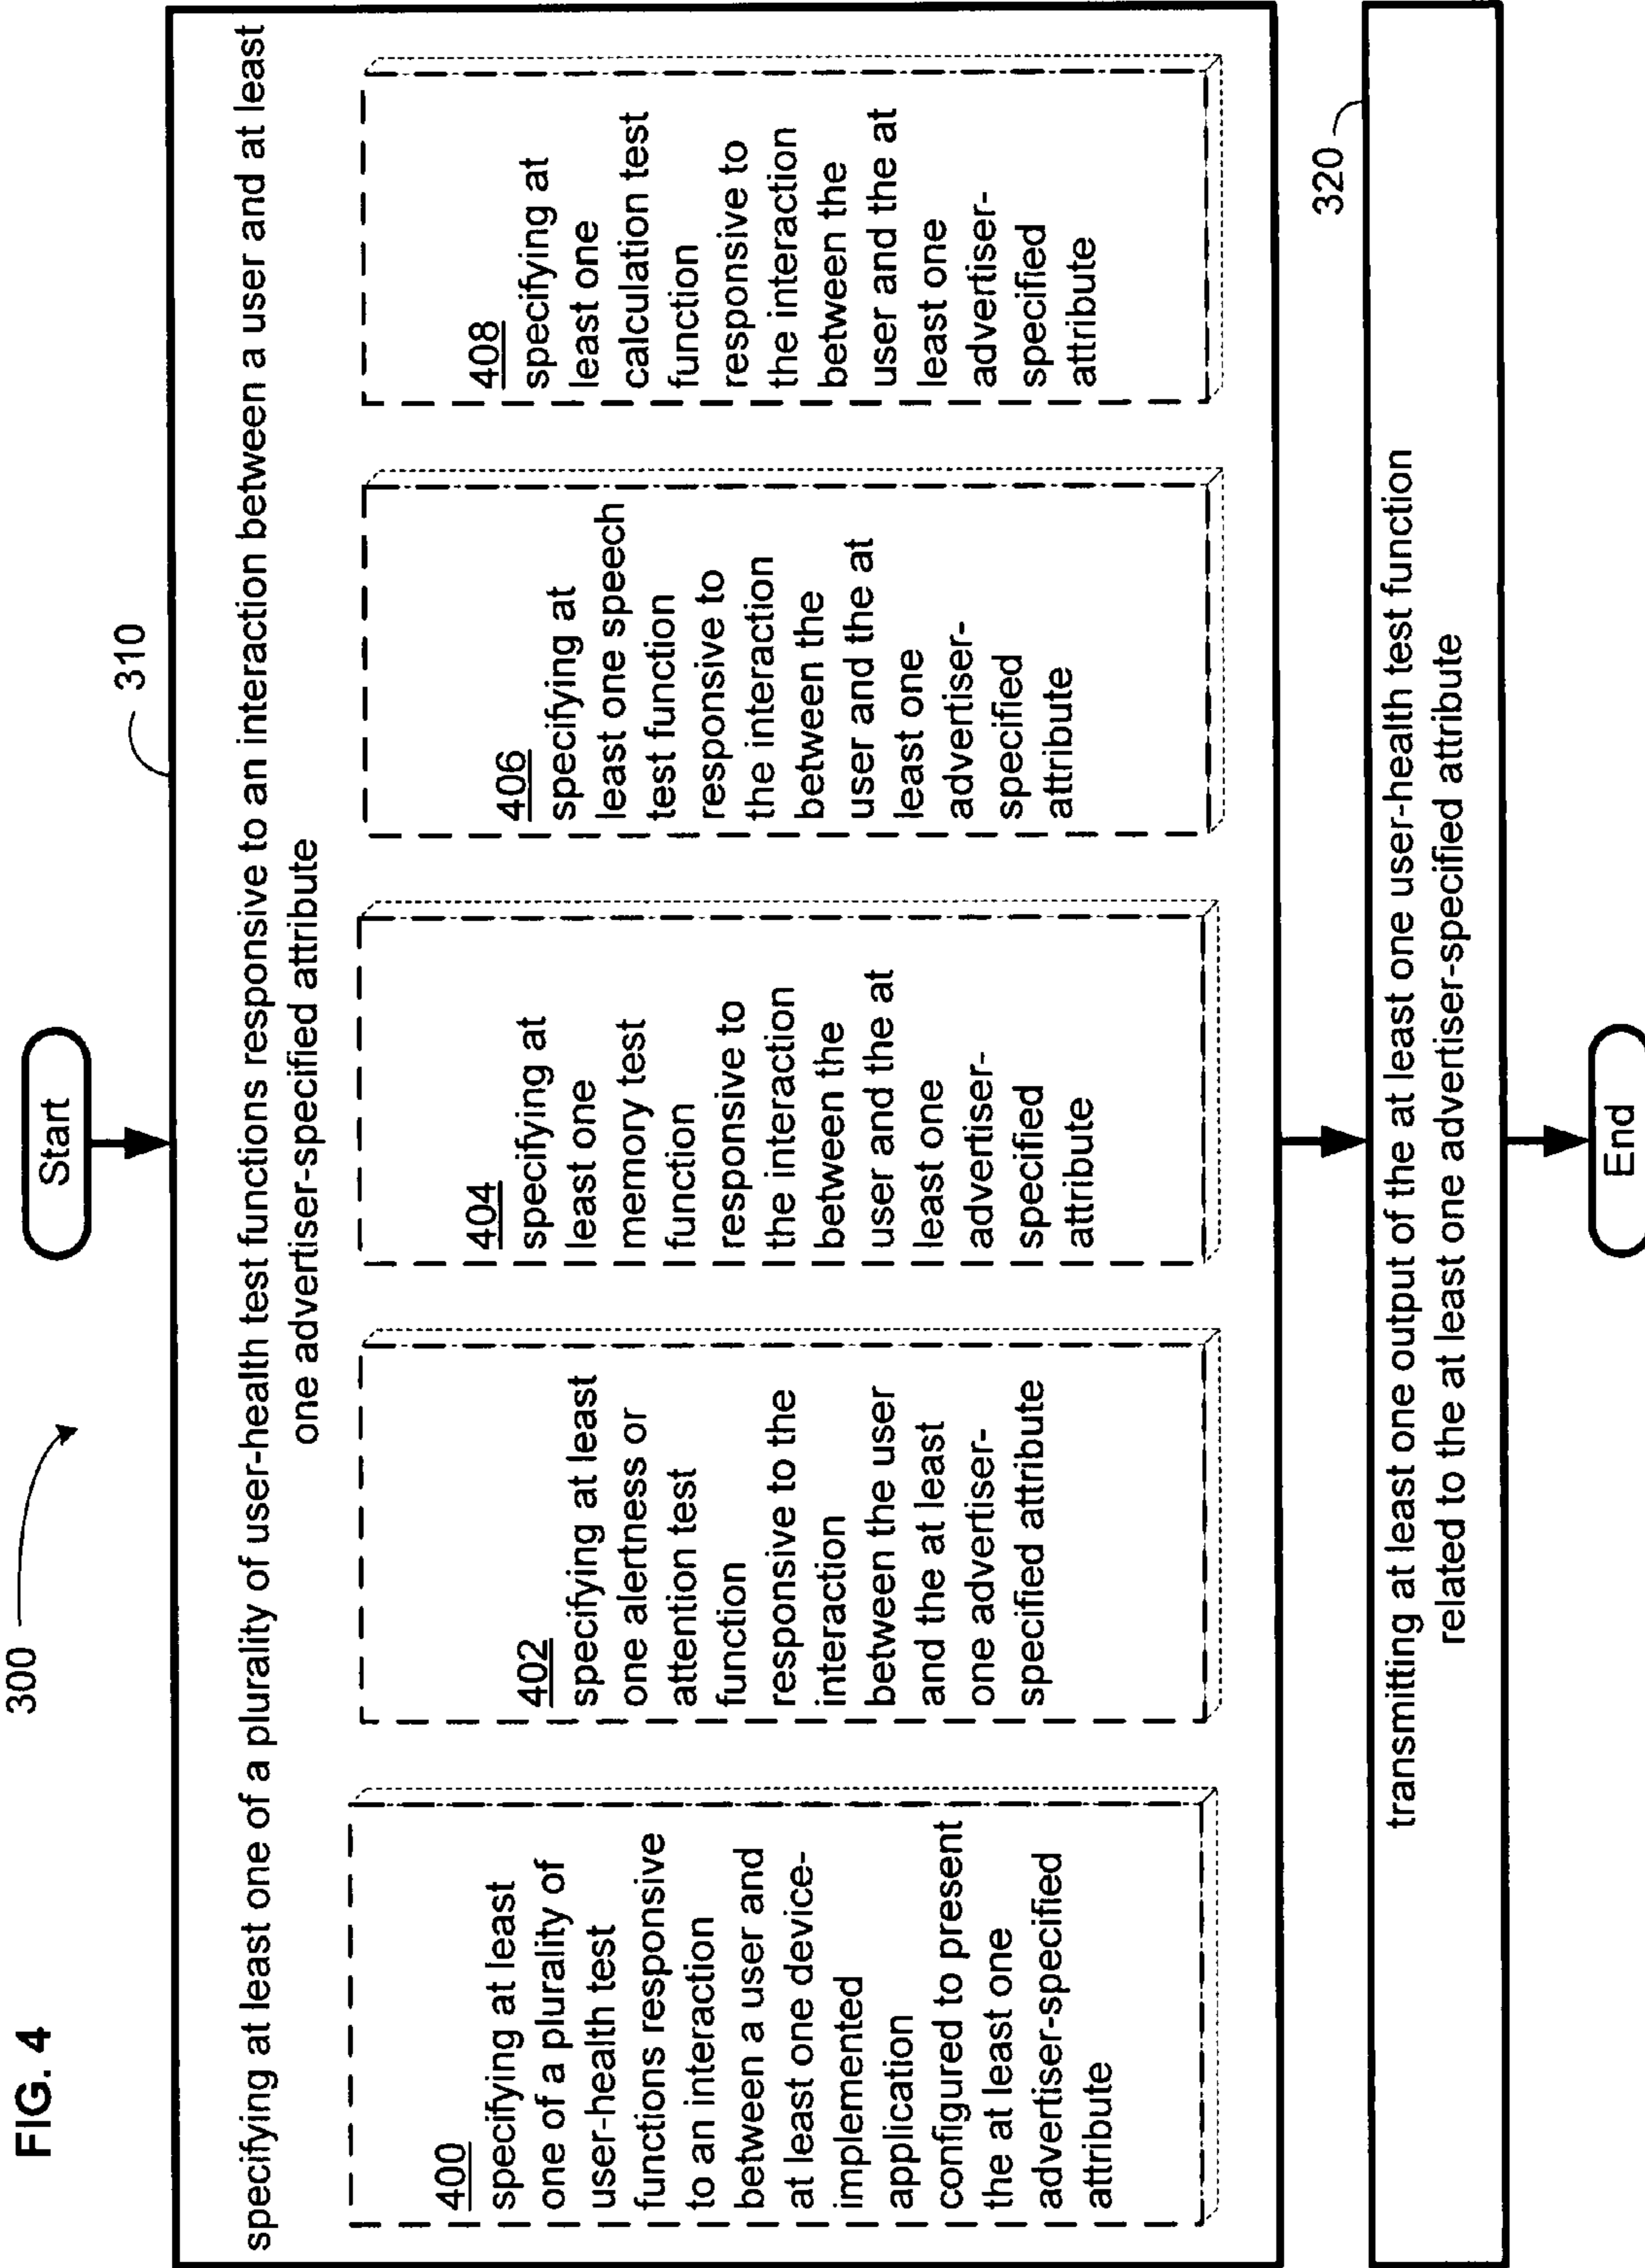 FIG. 4
300
Start
310
specifying at least one of a plurality of user-health test functions responsive to an interaction between a user and at least
one advertiser-specified attribute
400
specifying at least
one of a plurality of
user-health test
functions responsive
to an interaction
between a user and
at least one device-
implemented
application
configured to present
the at least one
advertiser-specified
attribute
402
specifying at least
one alertness or
attention test
function
responsive to the
interaction
between the user
and the at least
one advertiser-
specified attribute
404
specifying at
least one
memory test
function
responsive to
the interaction
between the
user and the at
least one
advertiser-
specified
attribute
406
specifying at
least one speech
test function
responsive to
the interaction
between the
user and the at
least one
advertiser-
specified
attribute
408
specifying at
least one
calculation test
function
responsive to
the interaction
between the
user and the at
least one
advertiser-
specified
attribute
320
transmitting at least one output of the at least one user-health test function
related to the at least one advertiser-specified attribute
End